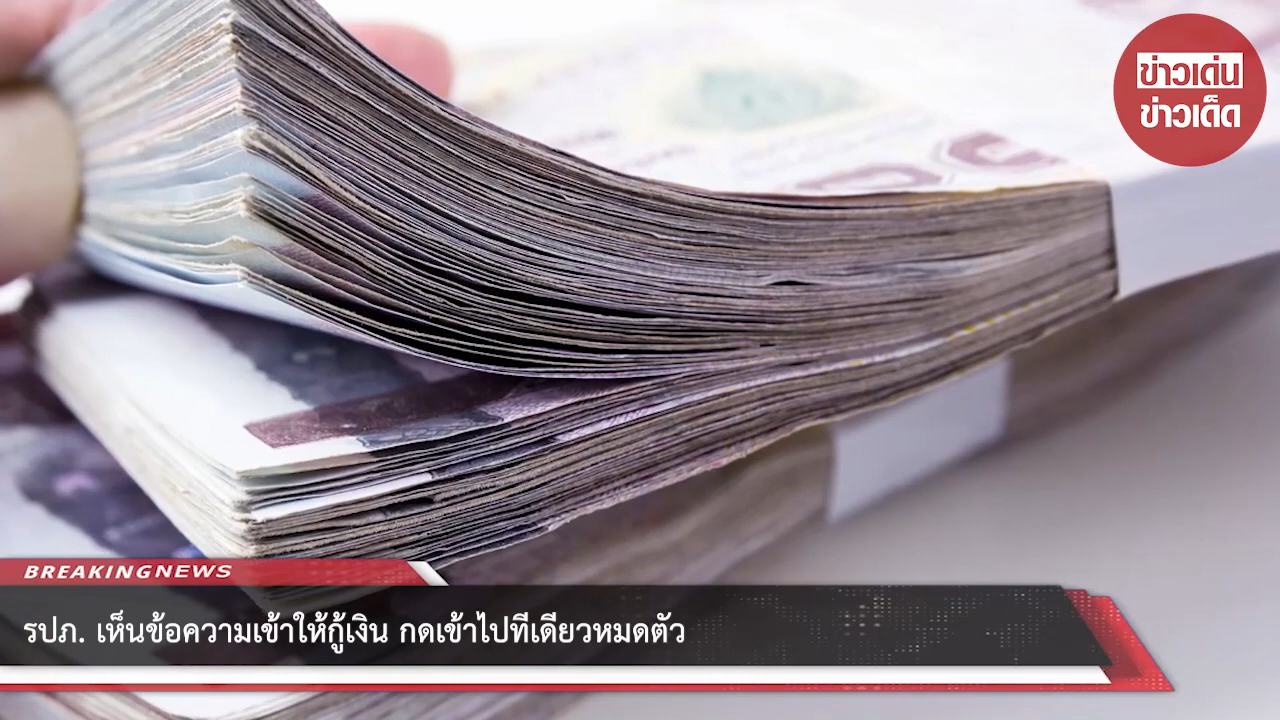 ข่าวเด่น
ข่าวเด็ด
BREAKING NEWS
รปภ. เห็นข้อความเข้าให้กู้เงิน กดเข้าไปทีเดียวหมดตัว